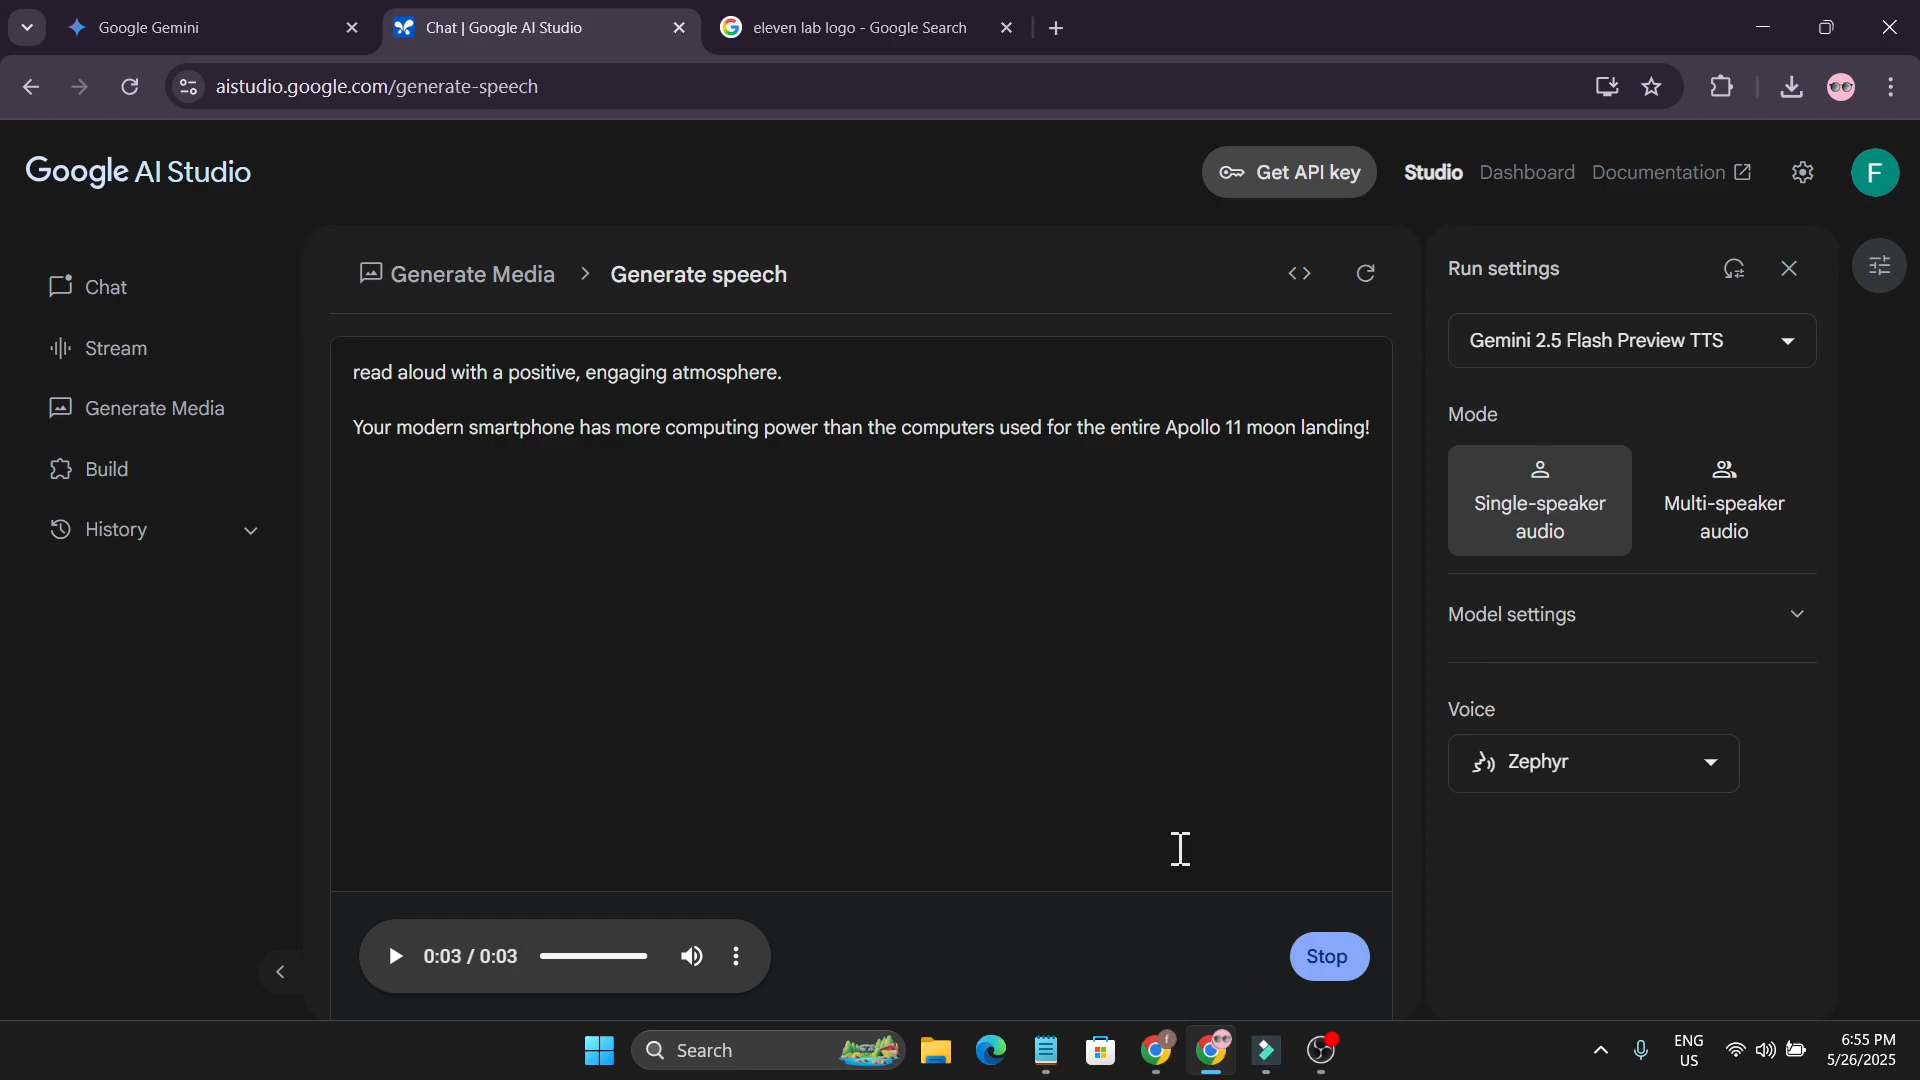 Google Gemini
Chat | Google AI Studio
eleven lab logo - Google Search
aistudio.google.com/generate-speech
Google AI Studio
Get API key
Studio
Dashboard
Documentation
F
Chat
Stream
Generate Media
Build
History
Generate Media > Generate speech
read aloud with a positive, engaging atmosphere.
Your modern smartphone has more computing power than the computers used for the entire Apollo 11 moon landing!
0:03 / 0:03
Stop
Run settings
Gemini 2.5 Flash Preview TTS
Mode
Single-speaker
audio
Multi-speaker
audio
Model settings
Voice
Zephyr
Search
f
ENG
US
6:55 PM
5/26/2025